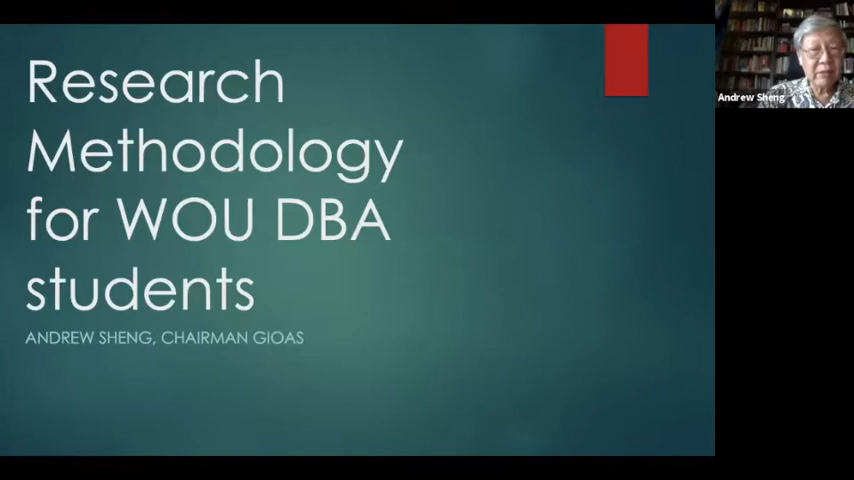 Research
Methodology
for WOU DBA
students
ANDREW SHENG, CHAIRMAN GIOAS
Andrew Sheng